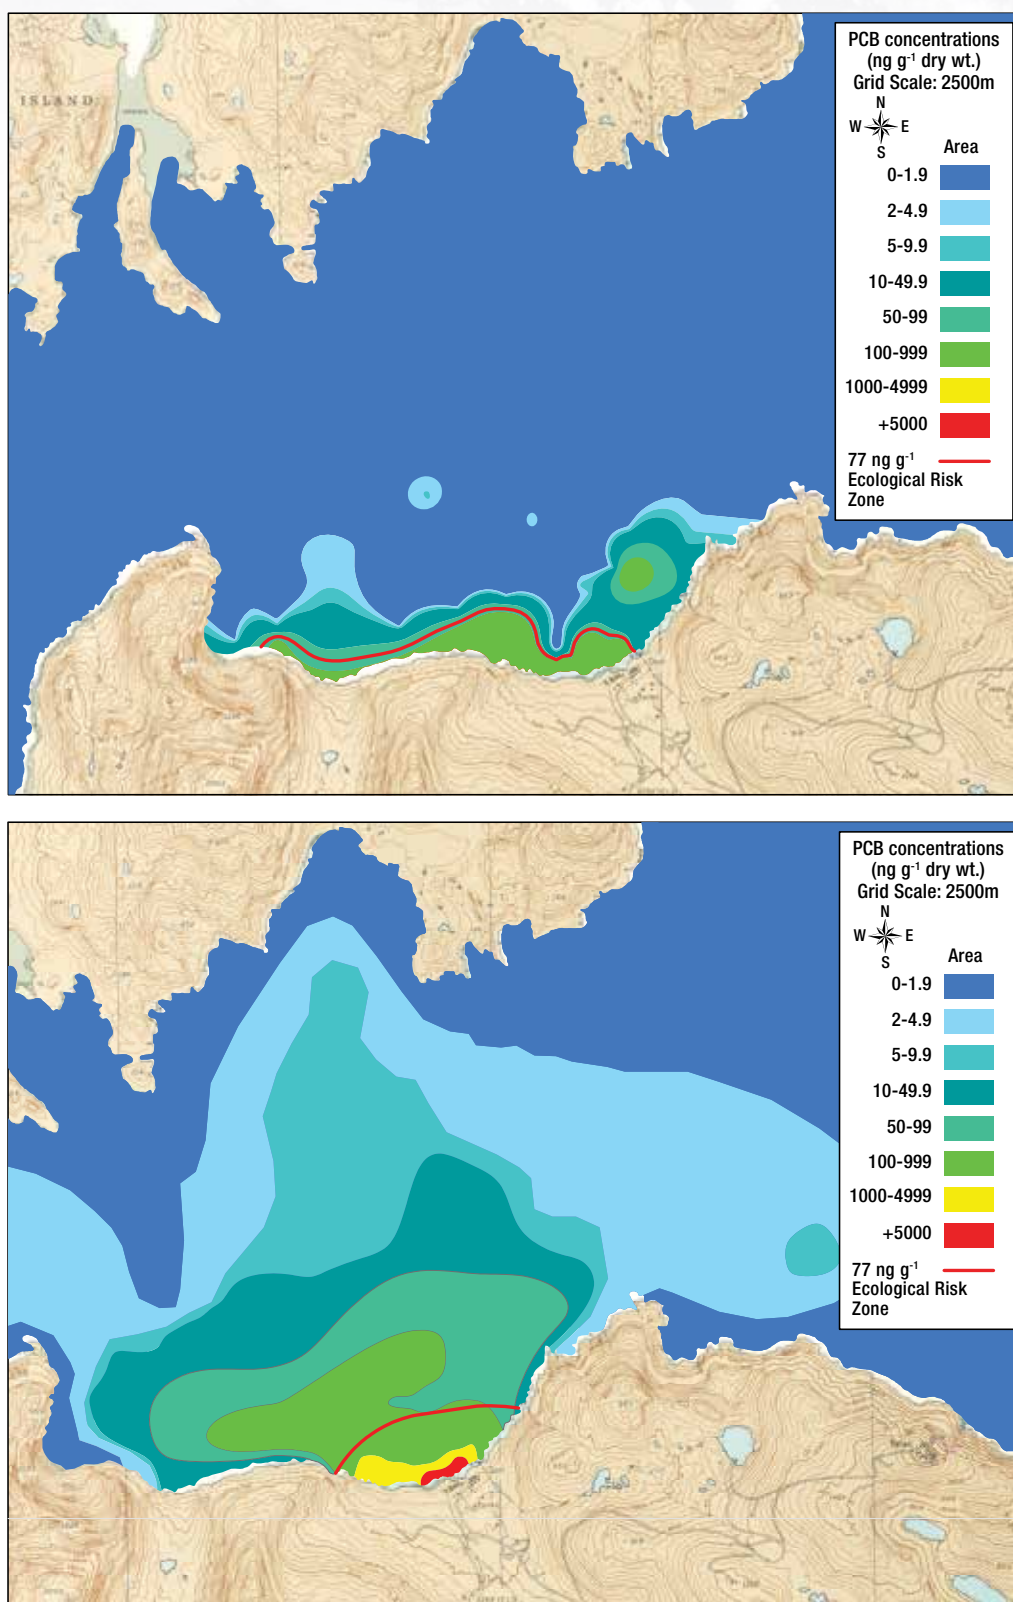 PCB concentrations
(ng g-1 dry wt.)
Grid Scale: 2500m
N
W E
S
Area
0-1.9
2-4.9
5-9.9
10-49.9
50-99
100-999
1000-4999
+5000
77 ng g-1
Ecological Risk
Zone
ISLAND
PCB concentrations
(ng g-1 dry wt.)
Grid Scale: 2500m
N
W E
S
Area
0-1.9
2-4.9
5-9.9
10-49.9
50-99
100-999
1000-4999
+5000
77 ng g-1
Ecological Risk
Zone